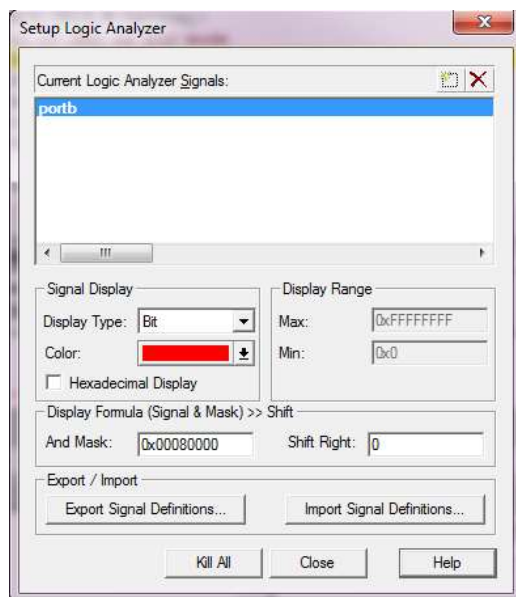 Setup Logic Analyzer
Current Logic Analyzer Signals:
portb
Signal Display
Display Range
Display Type: Bit
Max: 0xFFFFFFFF
Color:
Min: 0x0
Hexadecimal Display
Display Formula (Signal & Mask) >> Shift
And Mask: 0x00080000
Shift Right: 0
Export / Import
Export Signal Definitions...
Import Signal Definitions...
Kill All
Close
Help